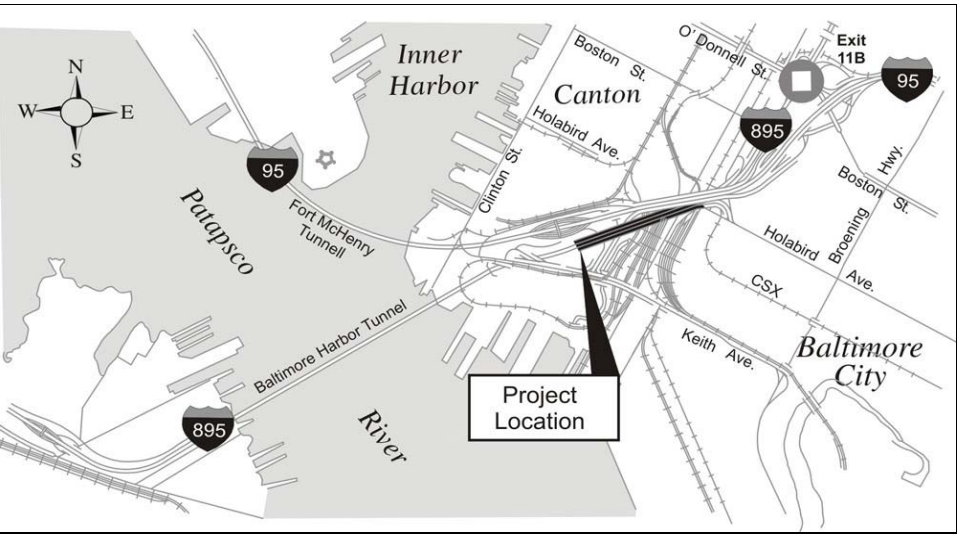 N
W
E
S
Inner
Harbor
Boston St.
O' Donnell St.
Exit
11B
95
Canton
895
Holabird Ave.
95
Clinton St.
Broening Hwy.
Boston St.
Patapsco
Fort McHenry
Tunnell
Holabird Ave.
CSX
Baltimore Harbor Tunnel
Keith Ave.
Baltimore
City
Project
Location
895
River